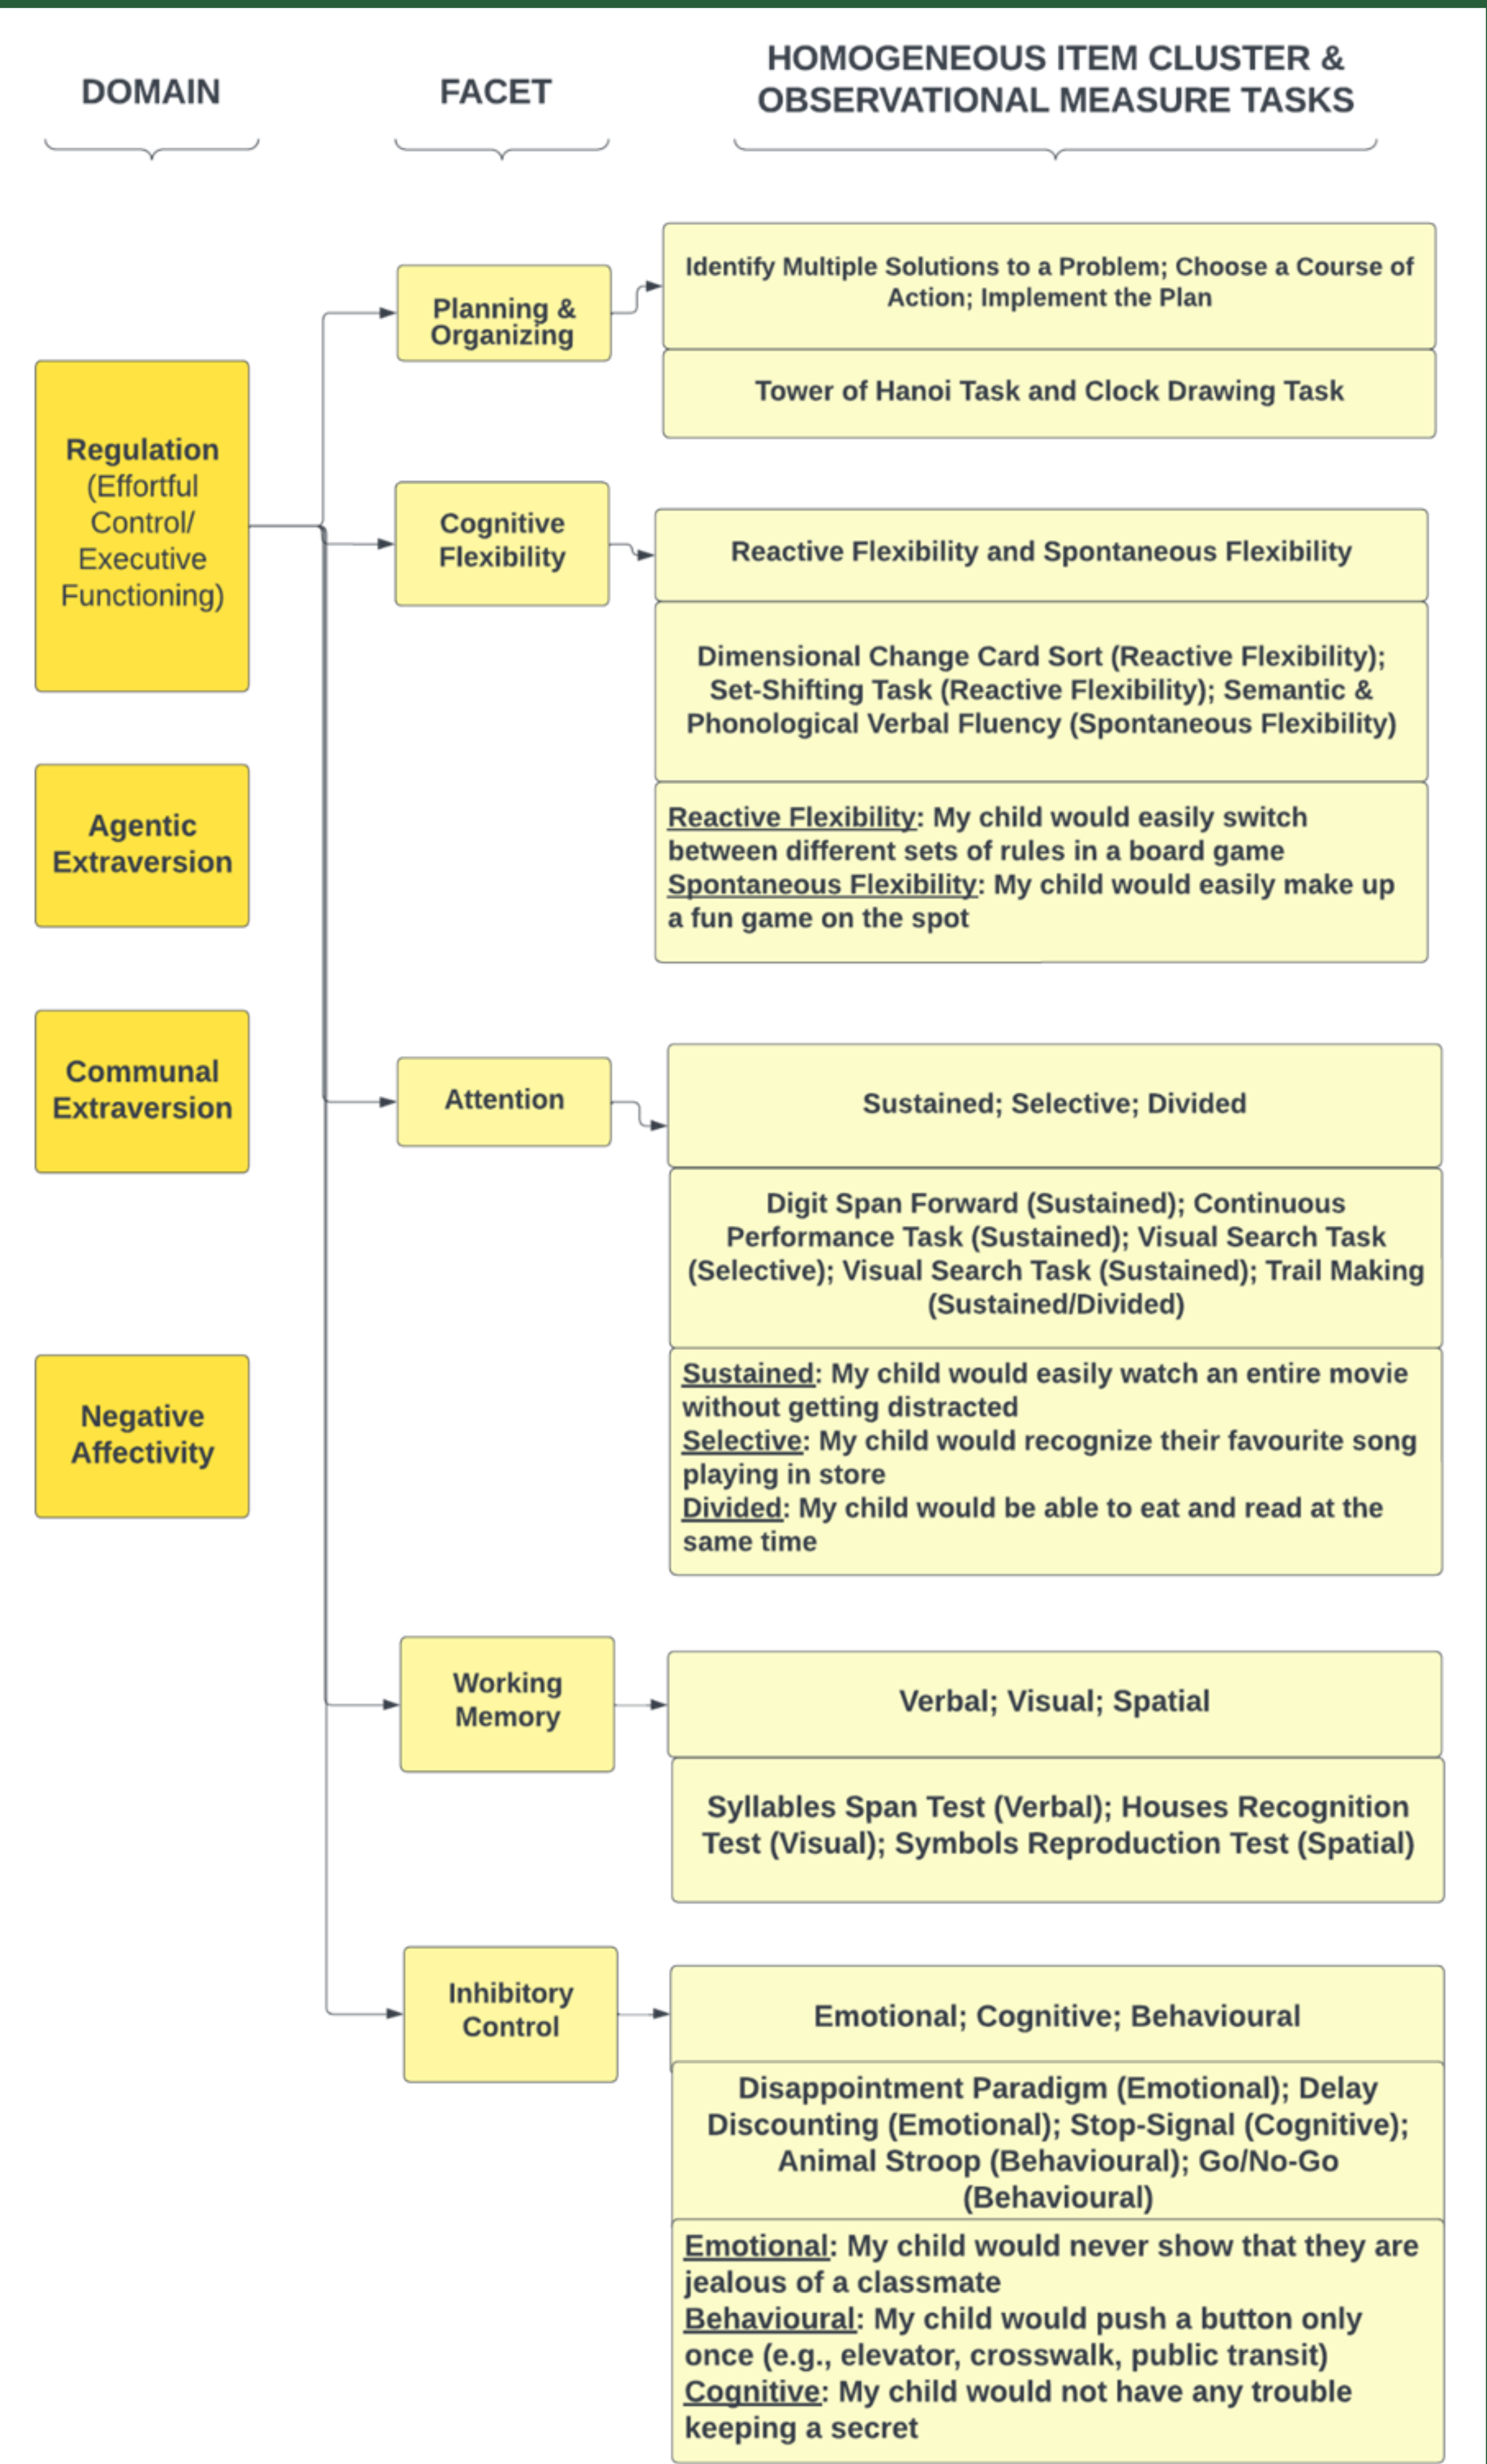 DOMAIN
FACET
HOMOGENEOUS ITEM CLUSTER &
OBSERVATIONAL MEASURE TASKS
Regulation
(Effortful
Control/
Executive
Functioning)
Agentic
Extraversion
Communal
Extraversion
Negative
Affectivity
Planning &
Organizing
Identify Multiple Solutions to a Problem; Choose a Course of
Action; Implement the Plan
Tower of Hanoi Task and Clock Drawing Task
Cognitive
Flexibility
Reactive Flexibility and Spontaneous Flexibility
Dimensional Change Card Sort (Reactive Flexibility);
Set-Shifting Task (Reactive Flexibility); Semantic &
Phonological Verbal Fluency (Spontaneous Flexibility)
Reactive Flexibility: My child would easily switch
between different sets of rules in a board game
Spontaneous Flexibility: My child would easily make up
a fun game on the spot
Attention
Sustained; Selective; Divided
Digit Span Forward (Sustained); Continuous
Performance Task (Sustained); Visual Search Task
(Selective); Visual Search Task (Sustained); Trail Making
(Sustained/Divided)
Sustained: My child would easily watch an entire movie
without getting distracted
Selective: My child would recognize their favourite song
playing in store
Divided: My child would be able to eat and read at the
same time
Working
Memory
Verbal; Visual; Spatial
Syllables Span Test (Verbal); Houses Recognition
Test (Visual); Symbols Reproduction Test (Spatial)
Inhibitory
Control
Emotional; Cognitive; Behavioural
Disappointment Paradigm (Emotional); Delay
Discounting (Emotional); Stop-Signal (Cognitive);
Animal Stroop (Behavioural); Go/No-Go
(Behavioural)
Emotional: My child would never show that they are
jealous of a classmate
Behavioural: My child would push a button only
once (e.g., elevator, crosswalk, public transit)
Cognitive: My child would not have any trouble
keeping a secret